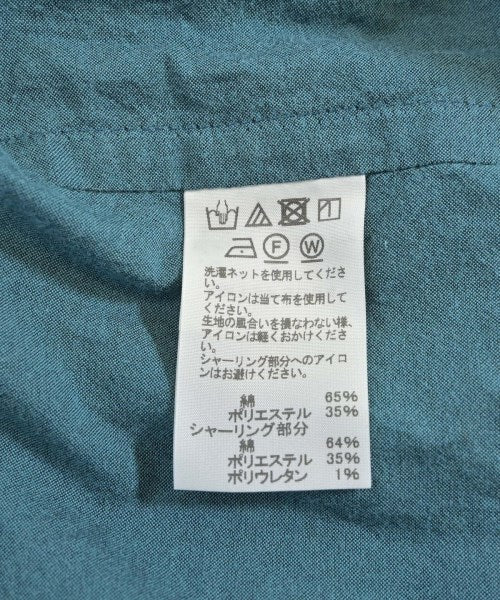 F W
洗濯ネットを使用してくださ
い。
アイロンは当て布を使用して
ください。
生地の風合いを損なわない様、
アイロンは軽くおかけくださ
い。
シャーリング部分へのアイロ
ンはお避けください。
綿 65%
ポリエステル 35%
シャーリング部分
綿 64%
ポリエステル 35%
ポリウレタン 1%